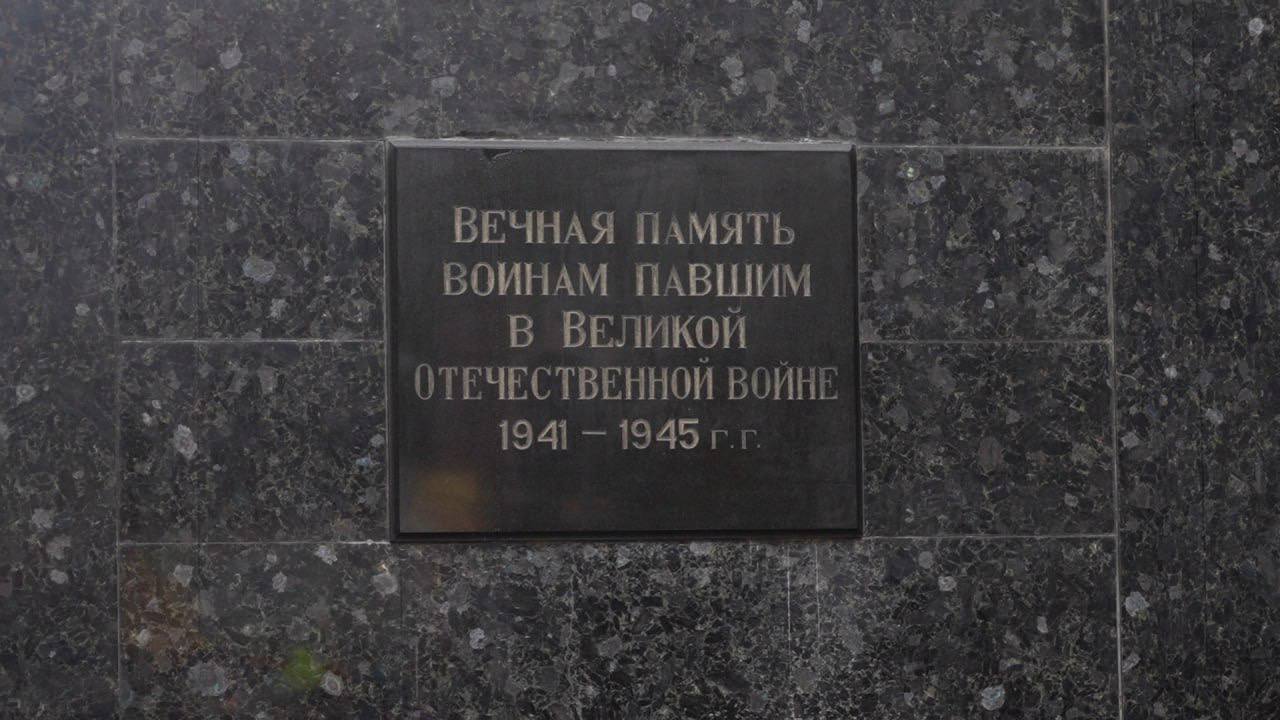 Вечная память
воинам павшим
в Великой
Отечественной войне
1941 – 1945 г.г.